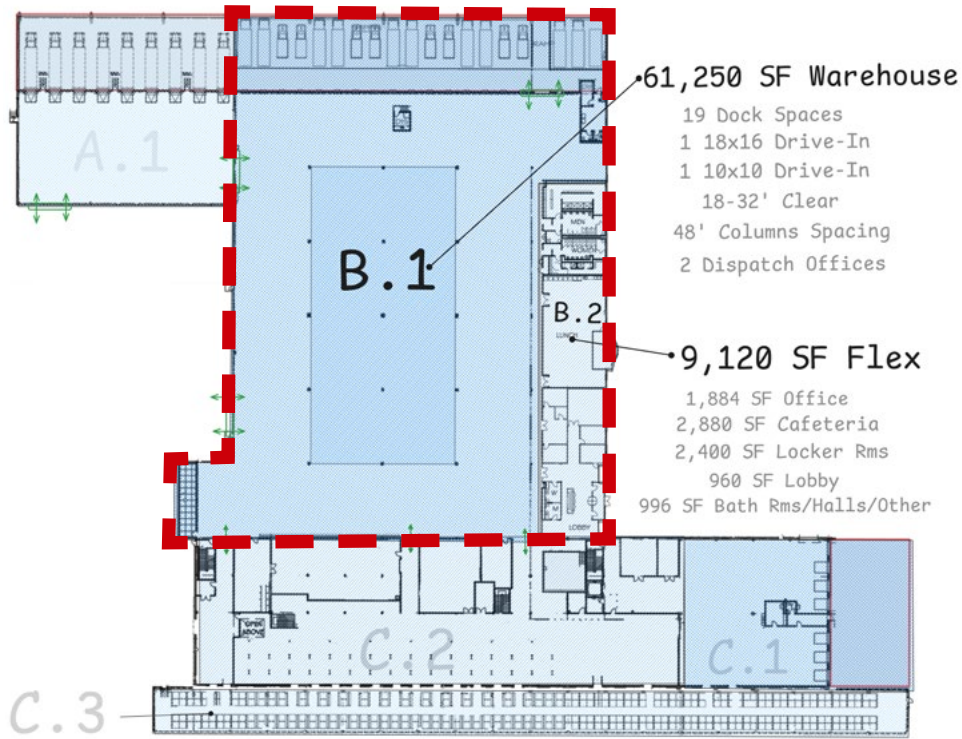 61,250 SF Warehouse
19 Dock Spaces
1 18x16 Drive-In
1 10x10 Drive-In
18-32' Clear
48' Columns Spacing
2 Dispatch Offices
A.1
B.1
MEN
B.2
LUNCH
9,120 SF Flex
1,884 SF Office
2,880 SF Cafeteria
2,400 SF Locker Rms
960 SF Lobby
996 SF Bath Rms/Halls/Other
W
M
LOBBY
OPEN
ABOVE
C.2
C.1
C.3